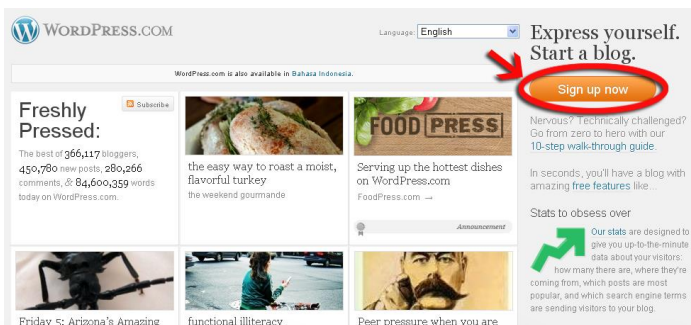 WORDPRESS.COM
Language: English
WordPress.com is also available in Bahasa Indonesia.
Freshly
Pressed:
Subscribe
The best of 366,117 bloggers,
450,780 new posts, 280,266
comments, & 84,600,359 words
today on WordPress.com.
the easy way to roast a moist,
flavorful turkey
the weekend gourmande
FOOD PRESS
Serving up the hottest dishes
on WordPress.com
FoodPress.com →
Announcement
Friday 5: Arizona's Amazing
functional illiteracy
Peer pressure when you are
Express yourself.
Start a blog.
Sign up now
Nervous? Technically challenged?
Go from zero to hero with our
10-step walk-through guide.
In seconds, you'll have a blog with
amazing free features like...
Stats to obsess over
Our stats are designed to
give you up-to-the-minute
data about your visitors:
how many there are, where they're
coming from, which posts are most
popular, and which search engine terms
are sending visitors to your blog.